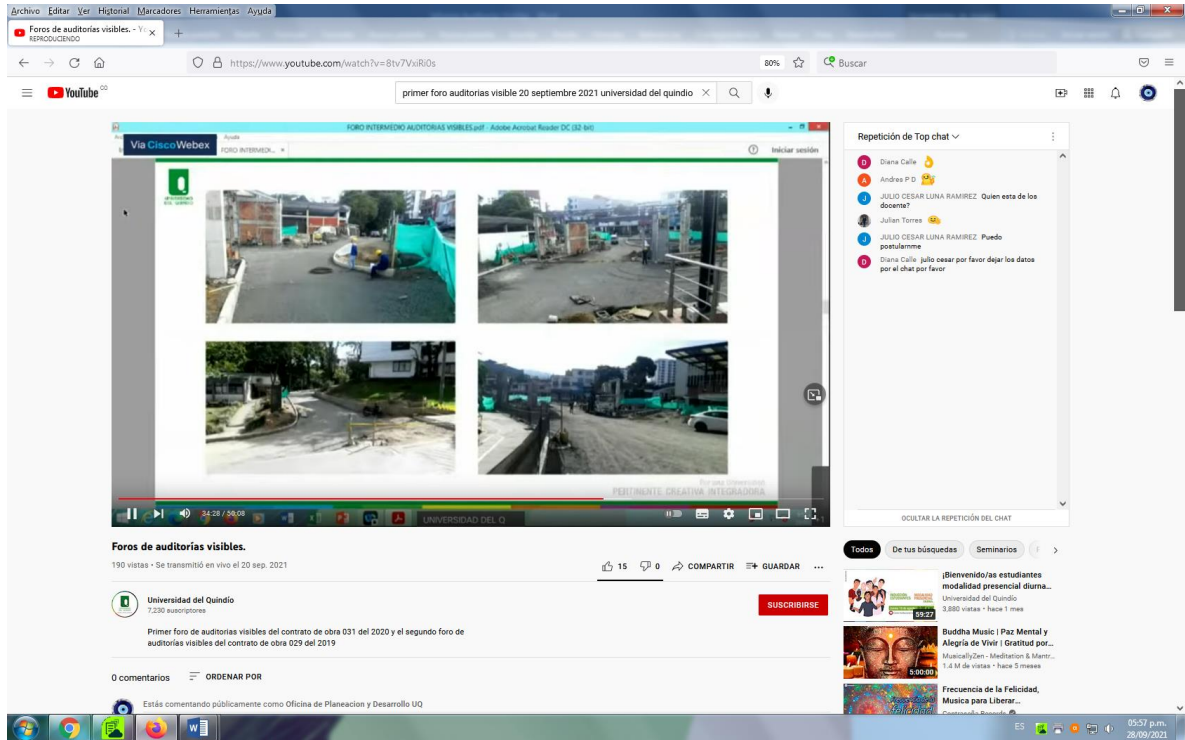 Archivo Editar Ver Historial Marcadores Herramientas Ayuda
Foros de auditorías visibles. - Yo
REPRODUCIENDO
https://www.youtube.com/watch?v=8tv7VxiRi0s
80%
Buscar
YouTube CO
primer foro auditorias visible 20 septiembre 2021 universidad del quindio
FORO INTERMEDIO AUDITORIAS VISIBLES.pdf - Adobe Acrobat Reader DC (32-bit)
Via Cisco Webex
Ayuda
FORO INTERMEDI...
Iniciar sesión
UNIVERSIDAD DEL QUINDÍO
PERTINENTE CREATIVA INTEGRADORA
34:28 / 50:08
UNIVERSIDAD DEL Q
Repetición de Top chat
Diana Calle
Andres P D
JULIO CESAR LUNA RAMIREZ Quien esta de los
docente?
Julian Torres
JULIO CESAR LUNA RAMIREZ Puedo
postularnme
Diana Calle julio cesar por favor dejar los datos
por el chat por favor
OCULTAR LA REPETICIÓN DEL CHAT
Foros de auditorías visibles.
190 vistas • Se transmitió en vivo el 20 sep. 2021
15 0 COMPARTIR GUARDAR ...
Universidad del Quindío
7,230 suscriptores
SUSCRIBIRSE
Primer foro de auditorias visibles del contrato de obra 031 del 2020 y el segundo foro de
auditorías visibles del contrato de obra 029 del 2019
0 comentarios ORDENAR POR
Estás comentando públicamente como Oficina de Planeacion y Desarrollo UQ
Todos De tus búsquedas Seminarios
¡Bienvenido/as estudiantes
modalidad presencial diurna...
Universidad del Quindío
3,880 vistas • hace 1 mes
59:27
Buddha Music | Paz Mental y
Alegría de Vivir | Gratitud por...
MusicallyZen - Meditation & Mantr...
1.4 M de vistas • hace 5 meses
5:00:00
Frecuencia de la Felicidad,
Musica para Liberar...
ES
05:57 p.m.
28/09/2021